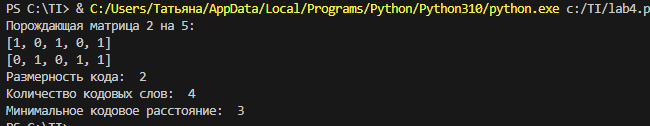 PS C:\TI> & C:/Users/Татьяна/AppData/Local/Programs/Python/Python310/python.exe c:/TI/lab4.p
Порождающая матрица 2 на 5:
[1, 0, 1, 0, 1]
[0, 1, 0, 1, 1]
Размерность кода:  2
Количество кодовых слов:  4
Минимальное кодовое расстояние:  3
PS C:\TI>